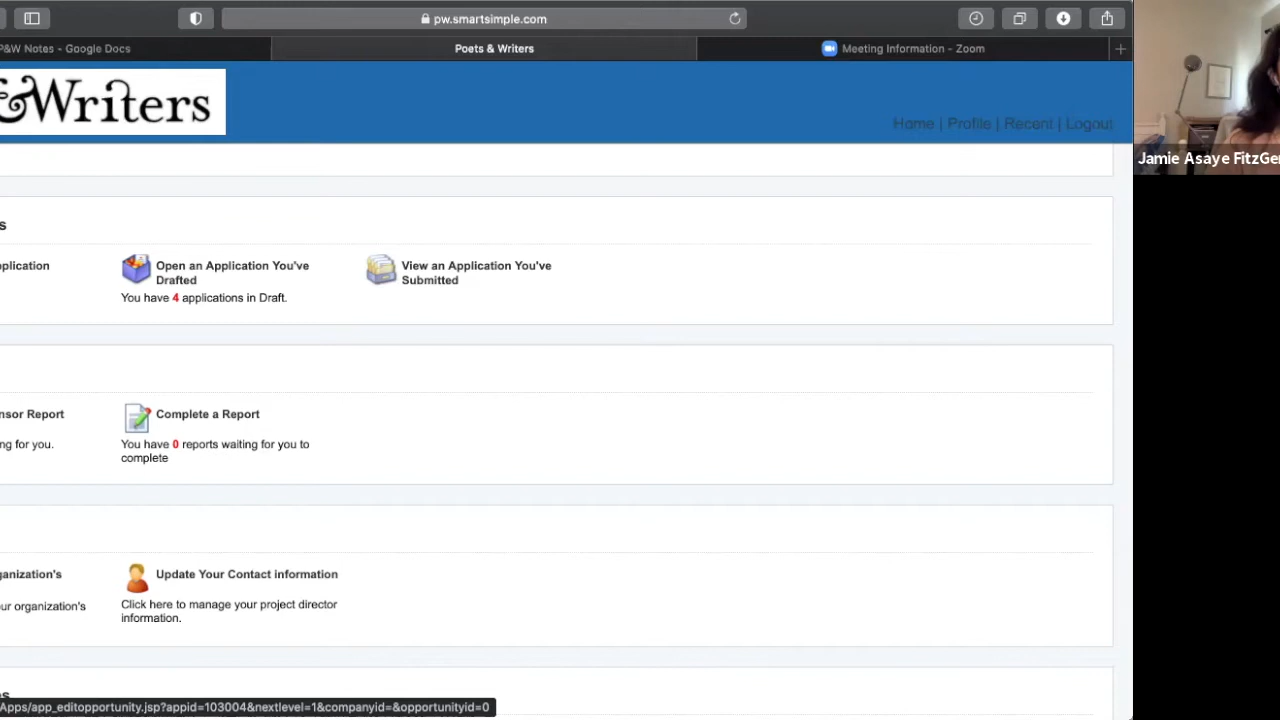 pw.smartsimple.com
P&W Notes - Google Docs
Poets & Writers
Meeting Information - Zoom
&Writers
Home | Profile | Recent | Logout
Jamie Asaye FitzGer
s
plication
Open an Application You've
Drafted
You have 4 applications in Draft.
View an Application You've
Submitted
nsor Report
ng for you.
Complete a Report
You have 0 reports waiting for you to
complete
ganization's
ur organization's
Update Your Contact information
Click here to manage your project director
information.
es
Apps/app_editopportunity.jsp?appid=103004&nextlevel=1&companyid=&opportunityid=0